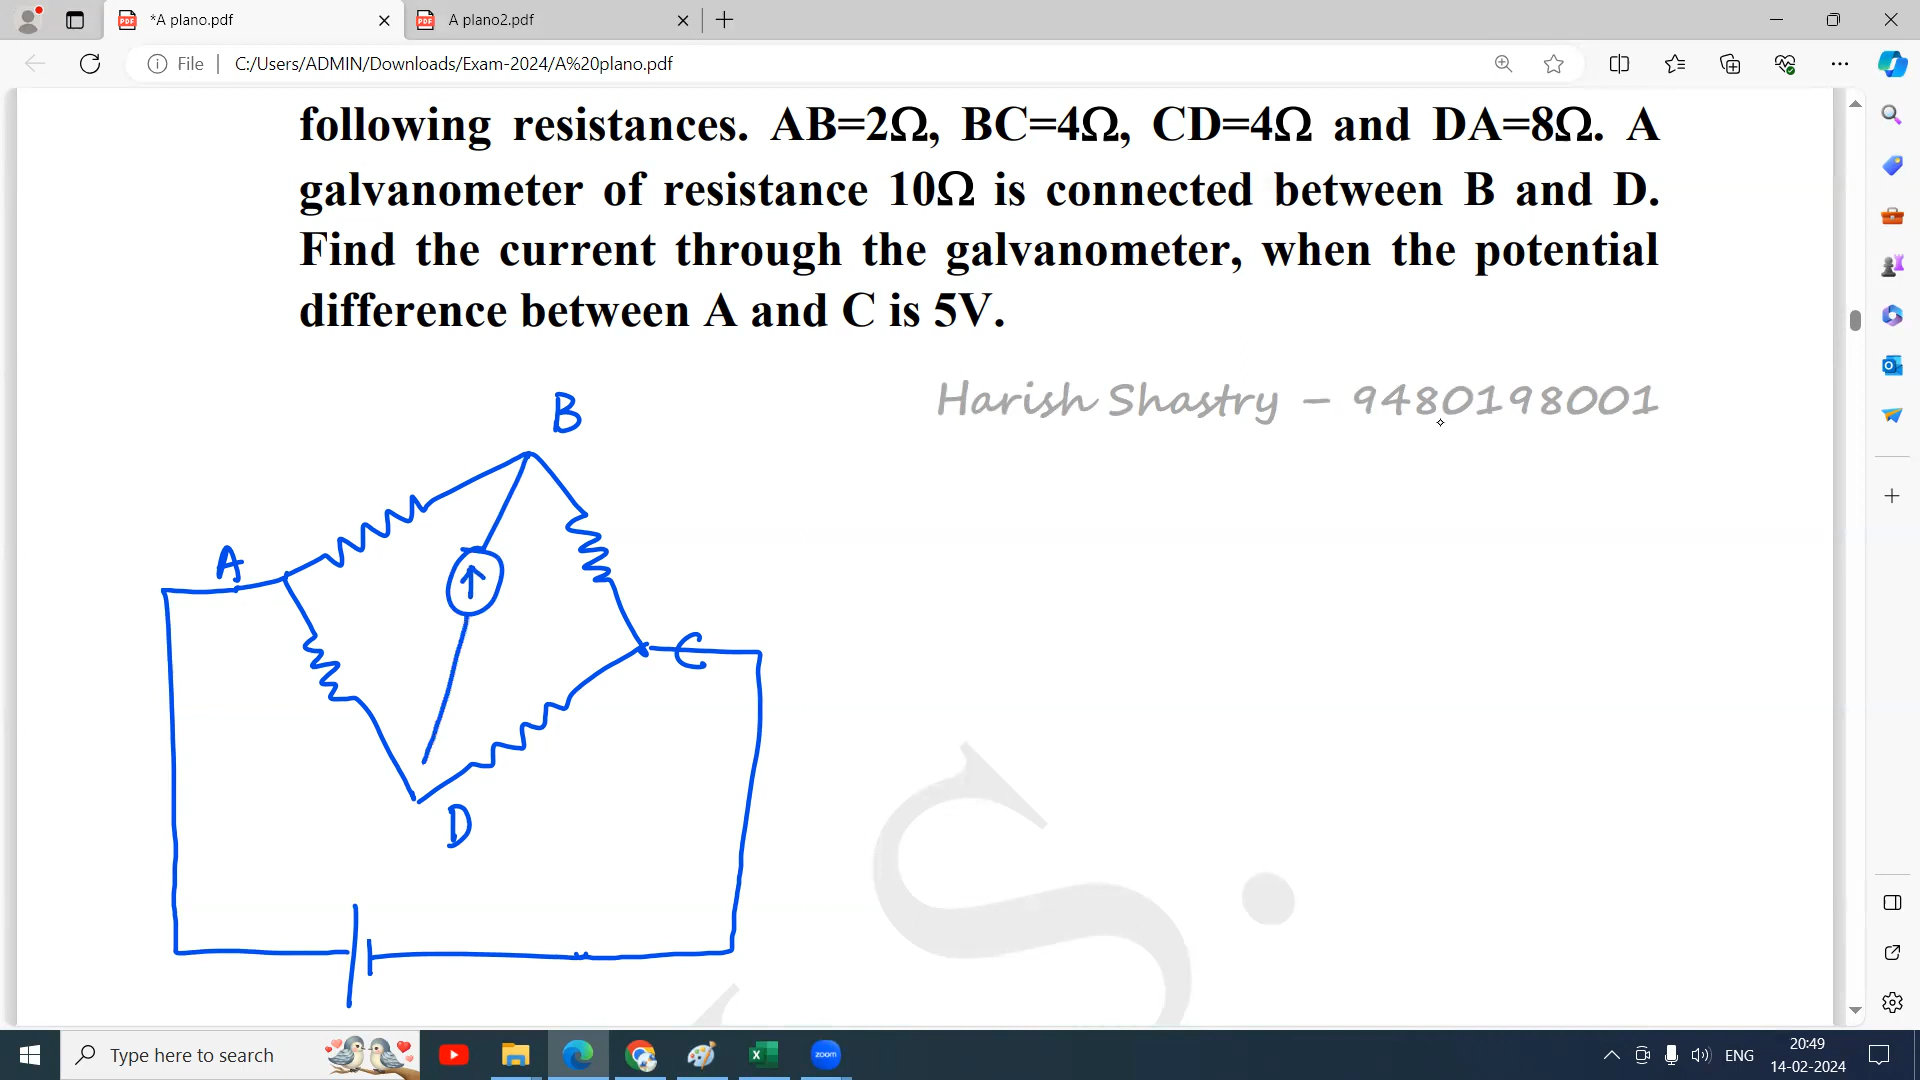 *A plano.pdf
A plano2.pdf
File
C:/Users/ADMIN/Downloads/Exam-2024/A%20plano.pdf
following resistances. AB=2Ω, BC=4Ω, CD=4Ω and DA=8Ω. A
galvanometer of resistance 10Ω is connected between B and D.
Find the current through the galvanometer, when the potential
difference between A and C is 5V.
Harish Shastry – 9480198001
B
A
C
D
S.
Type here to search
zoom
ENG
20:49
14-02-2024